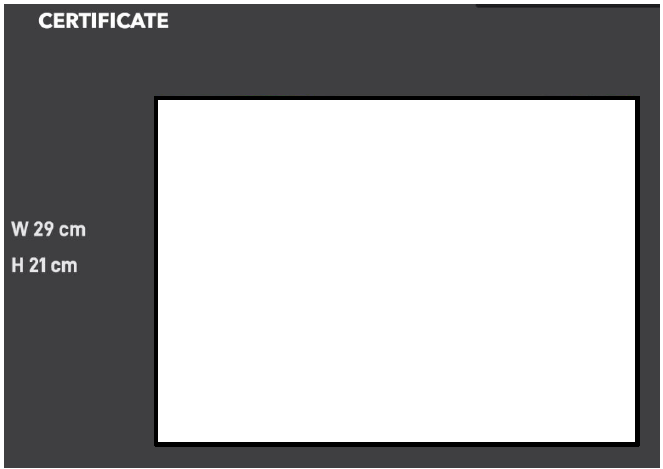 CERTIFICATE
W 29 cm
H 21 cm